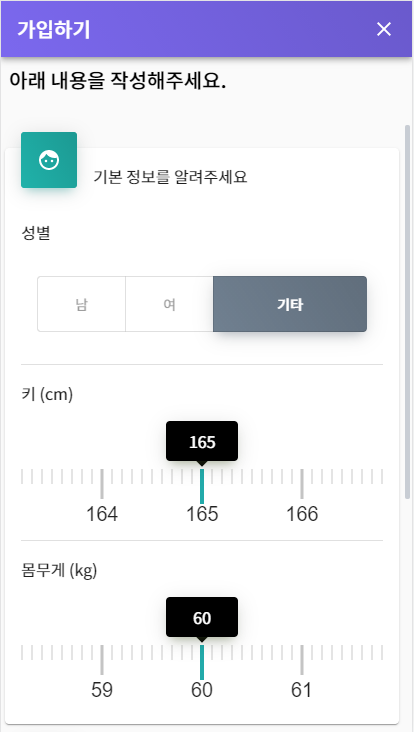 가입하기
아래 내용을 작성해주세요.
기본 정보를 알려주세요
성별
남 여 기타
키 (cm)
165
164 165 166
몸무게 (kg)
60
59 60 61